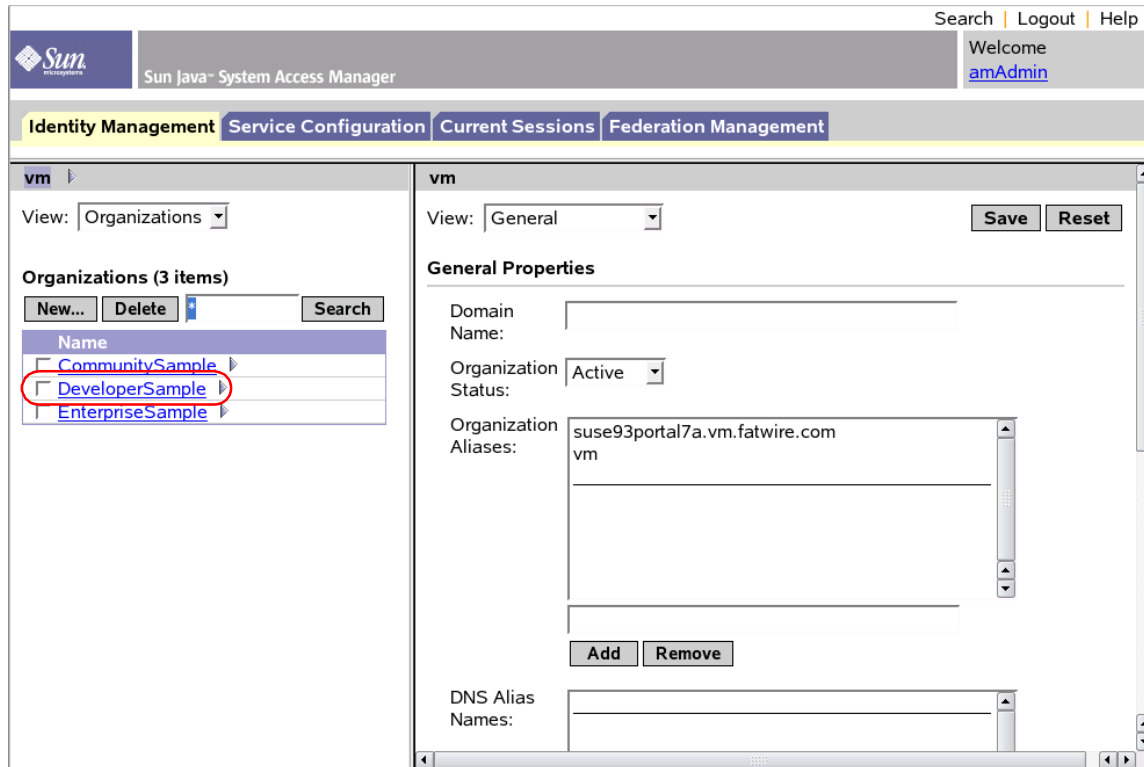 Search | Logout | Help
Sun
microsystems
Sun Java™ System Access Manager
Welcome
amAdmin
Identity Management Service Configuration Current Sessions Federation Management
vm
View: Organizations
Organizations (3 items)
New... Delete * Search
Name
CommunitySample
DeveloperSample
EnterpriseSample
vm
View: General
Save Reset
General Properties
Domain
Name:
Organization
Status:
Active
Organization
Aliases:
suse93portal7a.vm.fatwire.com
vm
Add Remove
DNS Alias
Names: